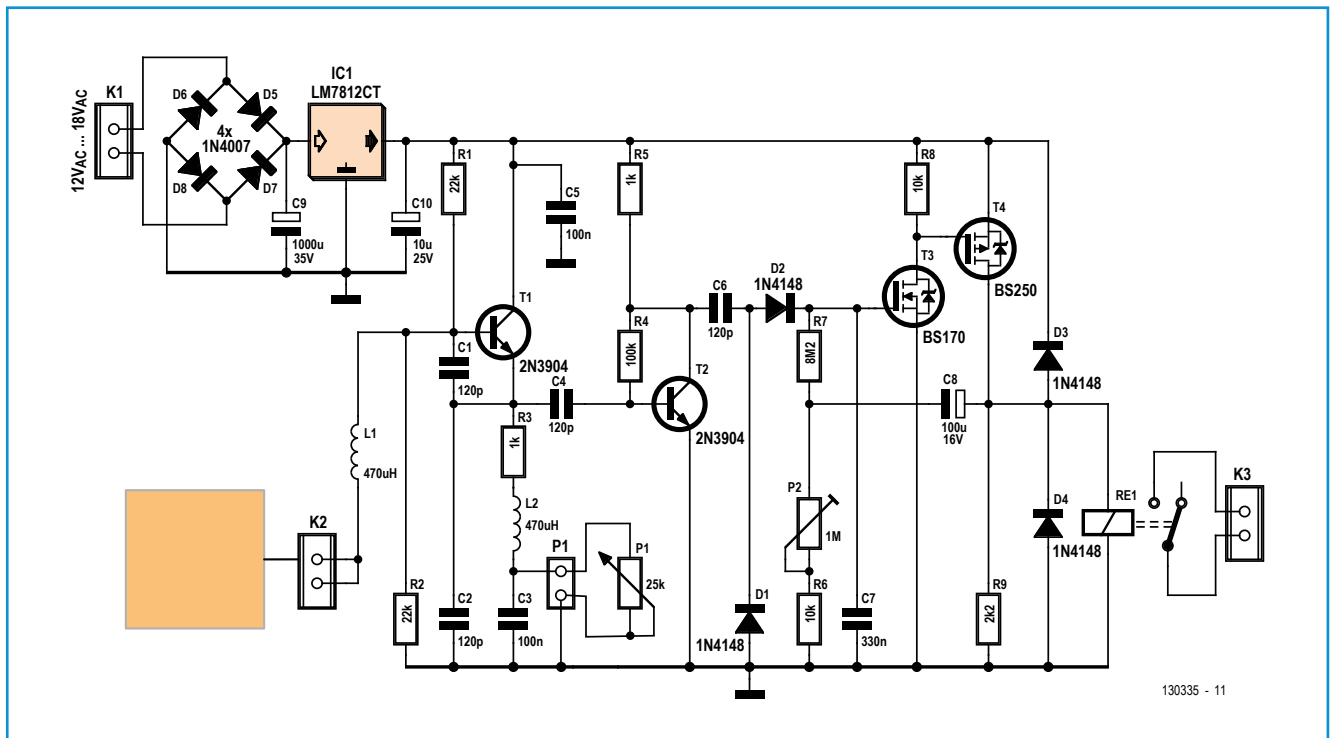 K1
12VAC ... 18VAC
D6
D5
4x
1N4007
D8
D7
C9
1000u
35V
IC1
LM7812CT
C10
10u
25V
R1
22k
C5
100n
T1
2N3904
C1
120p
L1
470uH
K2
R2
22k
C2
120p
R3
1k
L2
470uH
C3
100n
P1
P1
25k
C4
120p
R5
1k
R4
100k
T2
2N3904
C6
120p
D2
1N4148
D1
1N4148
R7
8M2
P2
1M
R6
10k
C7
330n
R8
10k
T3
BS170
T4
BS250
C8
100u
16V
R9
2k2
D3
1N4148
D4
1N4148
RE1
K3
130335 - 11